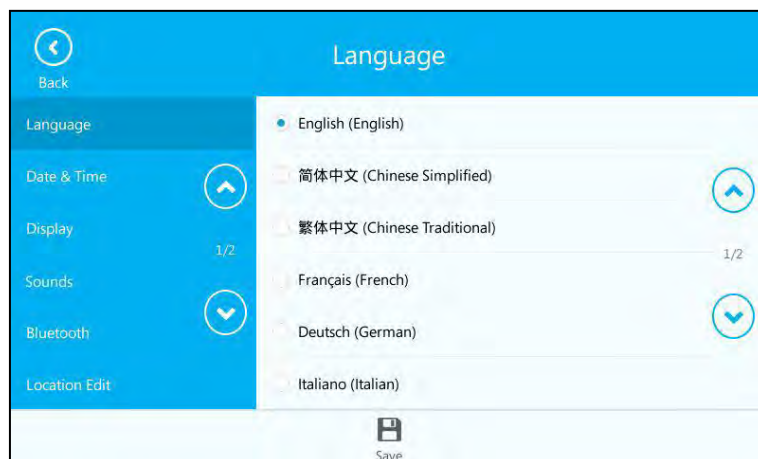 Back
Language
Language
Date & Time
Display
1/2
Sounds
Bluetooth
Location Edit
English (English)
简体中文 (Chinese Simplified)
繁体中文 (Chinese Traditional)
1/2
Français (French)
Deutsch (German)
Italiano (Italian)
Save